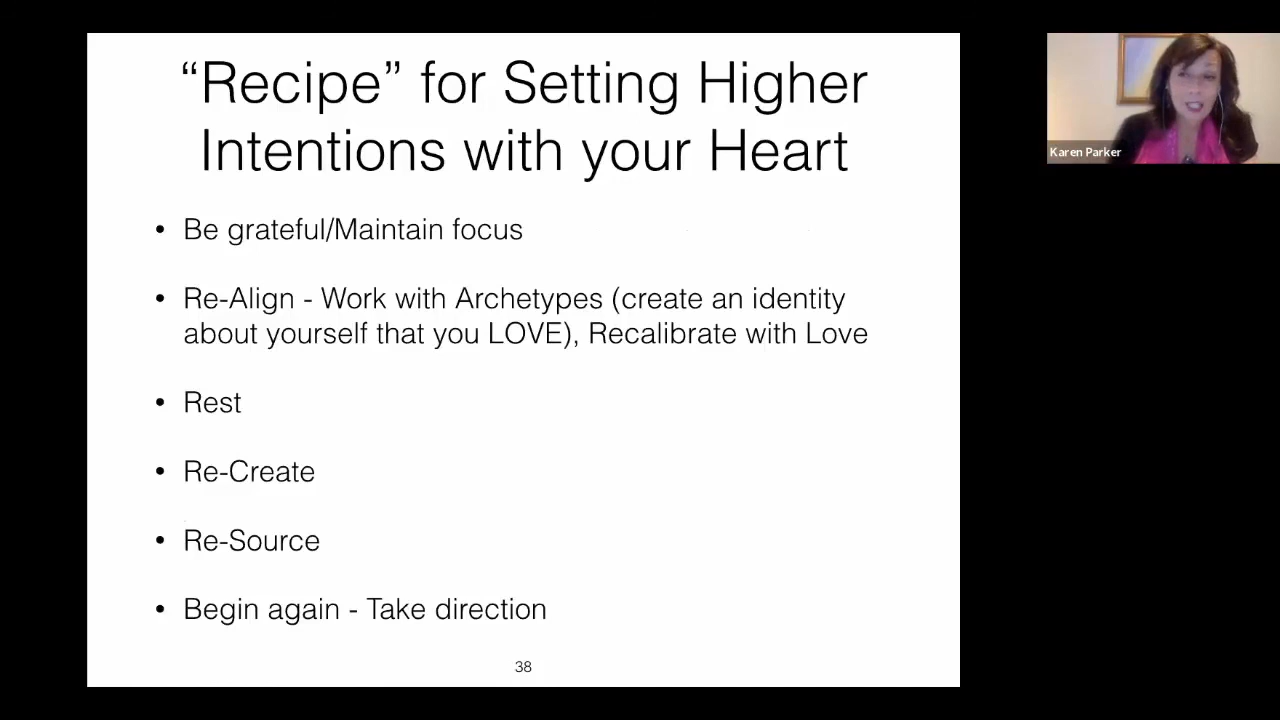 “Recipe” for Setting Higher
Intentions with your Heart
• Be grateful/Maintain focus
• Re-Align - Work with Archetypes (create an identity
about yourself that you LOVE), Recalibrate with Love
• Rest
• Re-Create
• Re-Source
• Begin again - Take direction
38
Karen Parker